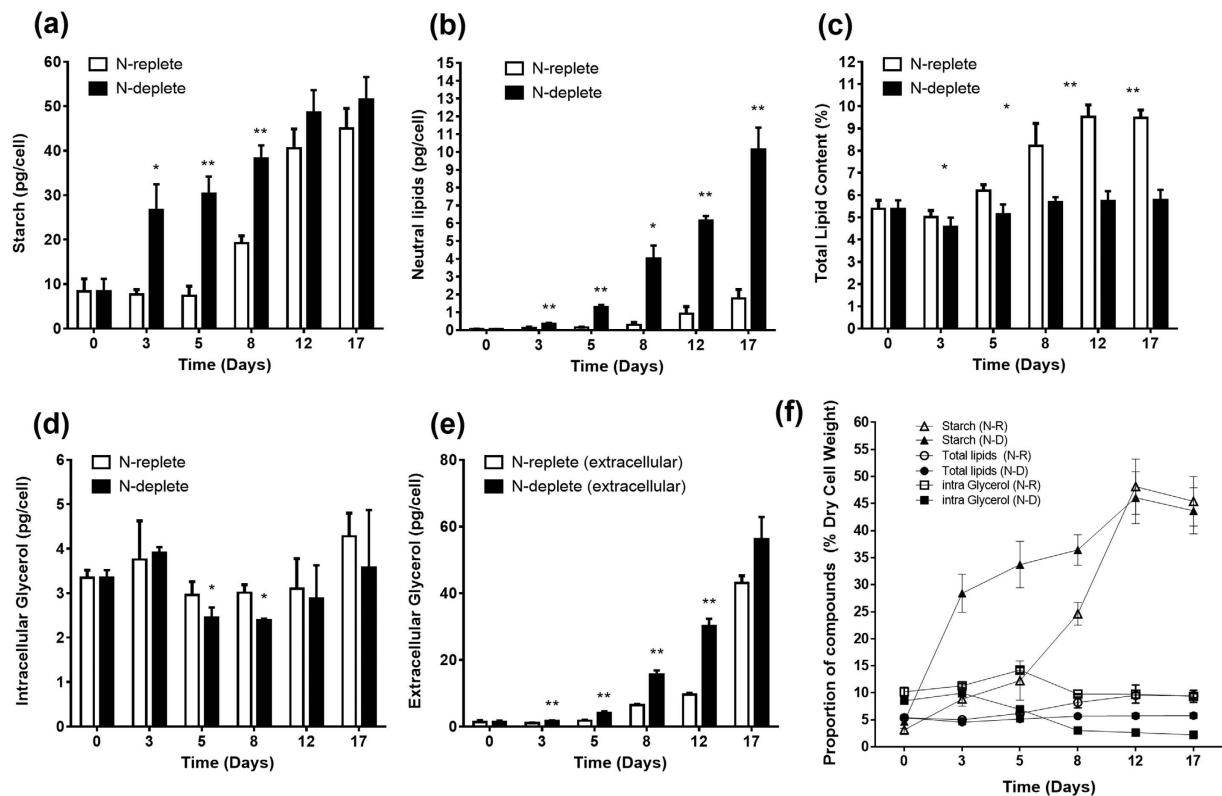 (a)
N-replete
N-deplete
Starch (pg/cell)
60
50
40
30
20
10
0
*
**
**
0 3 5 8 12 17
Time (Days)
(b)
N-replete
N-deplete
Neutral lipids (pg/cell)
15
14
13
12
11
10
9
8
7
6
5
4
3
2
1
0
**
**
*
**
**
0 3 5 8 12 17
Time (Days)
(c)
N-replete
N-deplete
Total Lipid Content (%)
12
11
10
9
8
7
6
5
4
3
2
1
0
*
*
**
**
0 3 5 8 12 17
Time (Days)
(d)
N-replete
N-deplete
Intracellular Glycerol (pg/cell)
6
5
4
3
2
1
0
*
*
0 3 5 8 12 17
Time (Days)
(e)
N-replete (extracellular)
N-deplete (extracellular)
Extracellular Glycerol (pg/cell)
80
60
40
20
0
**
**
**
**
0 3 5 8 12 17
Time (Days)
(f)
Starch (N-R)
Starch (N-D)
Total lipids (N-R)
Total lipids (N-D)
intra Glycerol (N-R)
intra Glycerol (N-D)
Proportion of compounds (% Dry Cell Weight)
60
55
50
45
40
35
30
25
20
15
10
5
0
0 3 5 8 12 17
Time (Days)